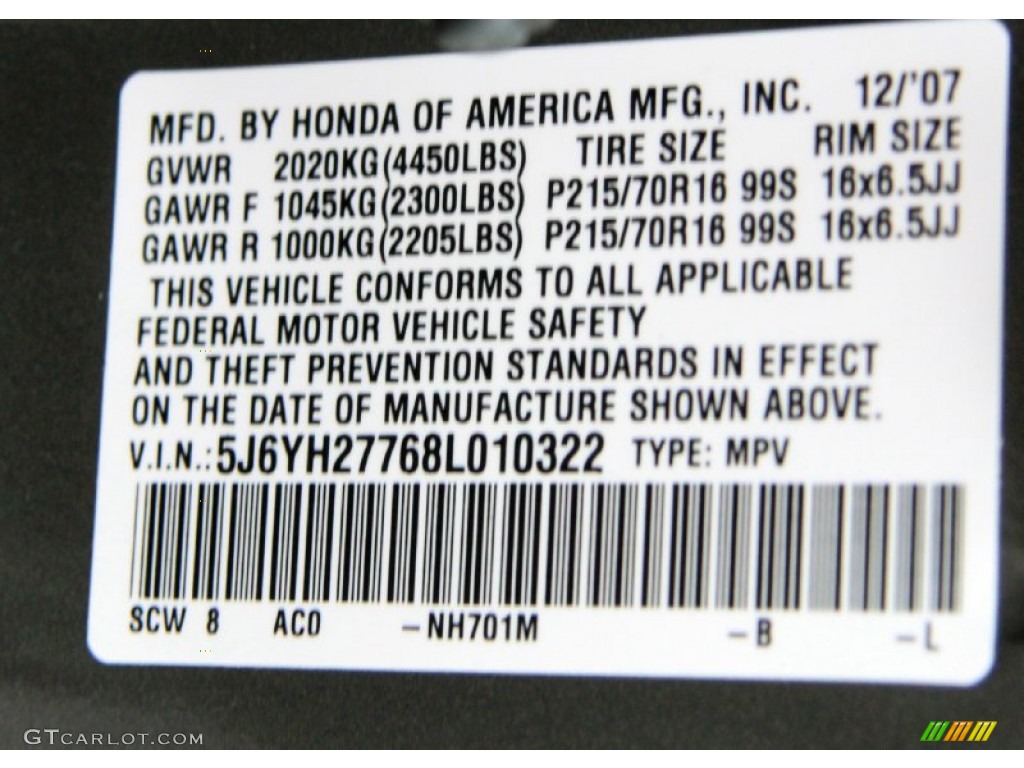 MFD. BY HONDA OF AMERICA MFG., INC. 12/'07
GVWR 2020KG(4450LBS) TIRE SIZE RIM SIZE
GAWR F 1045KG(2300LBS) P215/70R16 99S 16x6.5JJ
GAWR R 1000KG(2205LBS) P215/70R16 99S 16x6.5JJ
THIS VEHICLE CONFORMS TO ALL APPLICABLE
FEDERAL MOTOR VEHICLE SAFETY
AND THEFT PREVENTION STANDARDS IN EFFECT
ON THE DATE OF MANUFACTURE SHOWN ABOVE.
V.I.N.:5J6YH27768L010322 TYPE: MPV
SCW 8 AC0 –NH701M –B –L
GTCARLOT.COM